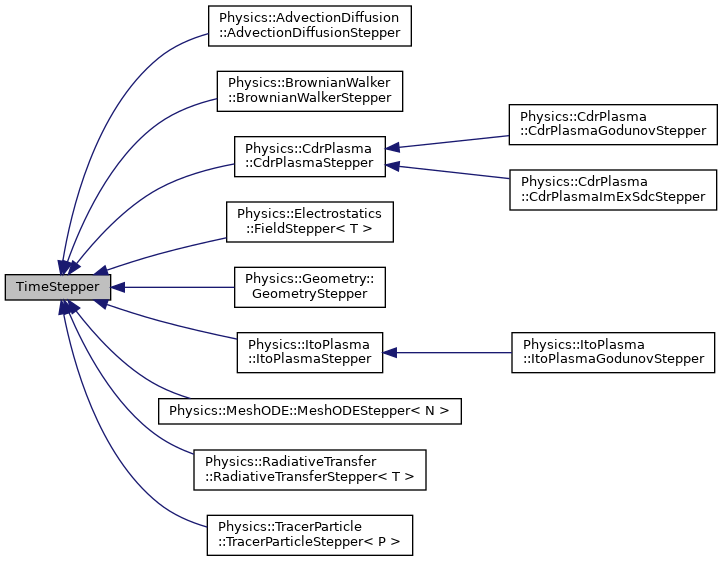 Physics::AdvectionDiffusion
::AdvectionDiffusionStepper
Physics::BrownianWalker
::BrownianWalkerStepper
Physics::CdrPlasma
::CdrPlasmaStepper
Physics::CdrPlasma
::CdrPlasmaGodunovStepper
Physics::CdrPlasma
::CdrPlasmaImExSdcStepper
Physics::Electrostatics
::FieldStepper< T >
TimeStepper
Physics::Geometry::
GeometryStepper
Physics::ItoPlasma
::ItoPlasmaStepper
Physics::ItoPlasma
::ItoPlasmaGodunovStepper
Physics::MeshODE::MeshODEStepper< N >
Physics::RadiativeTransfer
::RadiativeTransferStepper< T >
Physics::TracerParticle
::TracerParticleStepper< P >